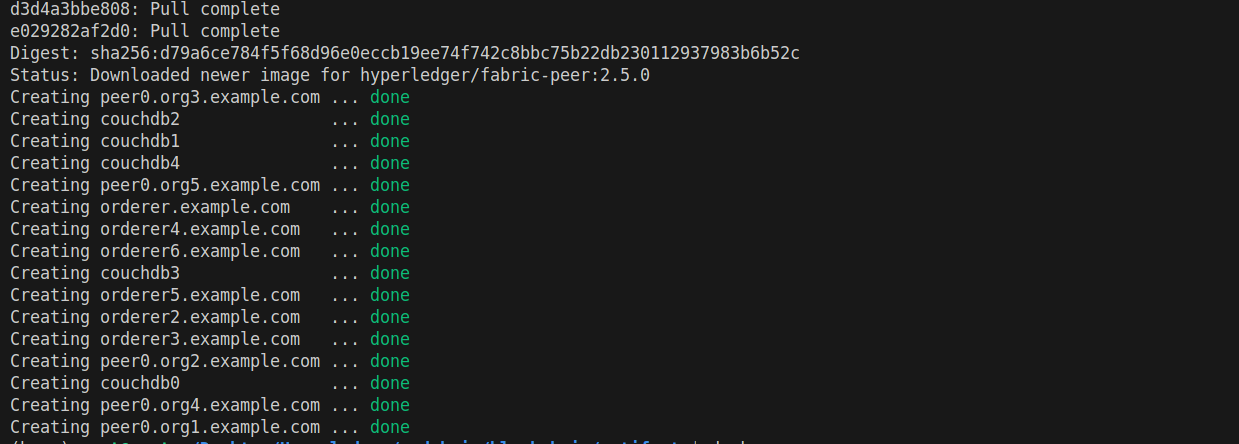 d3d4a3bbe808: Pull complete
e029282af2d0: Pull complete
Digest: sha256:d79a6ce784f5f68d96e0eccb19ee74f742c8bbc75b22db230112937983b6b52c
Status: Downloaded newer image for hyperledger/fabric-peer:2.5.0
Creating peer0.org3.example.com ... done
Creating couchdb2               ... done
Creating couchdb1               ... done
Creating couchdb4               ... done
Creating peer0.org5.example.com ... done
Creating orderer.example.com    ... done
Creating orderer4.example.com   ... done
Creating orderer6.example.com   ... done
Creating couchdb3               ... done
Creating orderer5.example.com   ... done
Creating orderer2.example.com   ... done
Creating orderer3.example.com   ... done
Creating peer0.org2.example.com ... done
Creating couchdb0               ... done
Creating peer0.org4.example.com ... done
Creating peer0.org1.example.com ... done